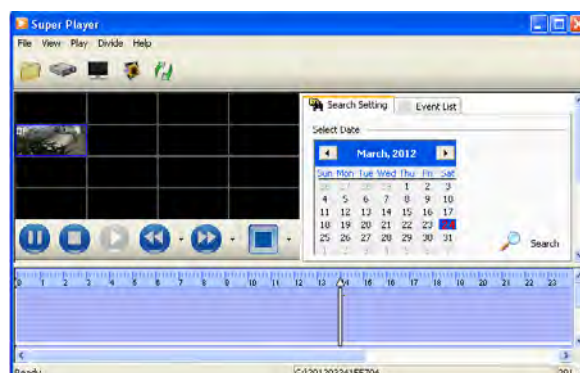 Super Player
File View Play Divide Help
Search Setting Event List
Select Date
March, 2012
Sun Mon Tue Wed Thu Fri Sat
1 2 3
4 5 6 7 8 9 10
11 12 13 14 15 16 17
18 19 20 21 22 23 24
25 26 27 28 29 30 31
Search
0 1 2 3 4 5 6 7 8 9 10 11 12 13 14 15 16 17 18 19 20 21 22 23
Ready